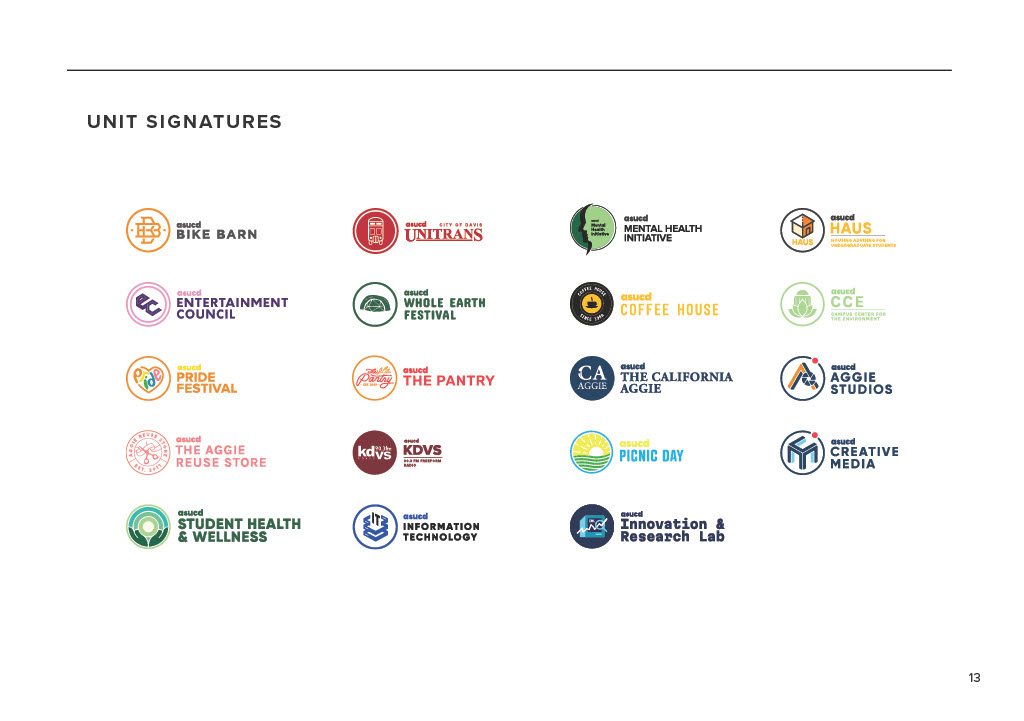 UNIT SIGNATURES
asucd
BIKE BARN
asucd CITY OF DAVIS
UNITRANS
Mental
Health
Initiative
asucd
MENTAL HEALTH
INITIATIVE
HAUS
asucd
HAUS
HOUSING ADVISING FOR
UNDERGRADUATE STUDENTS
ec
asucd
ENTERTAINMENT
COUNCIL
asucd
WHOLE EARTH
FESTIVAL
COFFEE HOUSE
SINCE 1968
asucd
COFFEE HOUSE
asucd
CCE
CAMPUS CENTER FOR
THE ENVIRONMENT
Pride
asucd
PRIDE
FESTIVAL
the
Pantry
asucd
THE PANTRY
CA
AGGIE
asucd
THE CALIFORNIA
AGGIE
asucd
AGGIE
STUDIOS
AGGIE REUSE STORE
EST. 2017
asucd
THE AGGIE
REUSE STORE
kdvs
asucd
KDVS
90.3 FM FREEFORM
RADIO
asucd
PICNIC DAY
asucd
CREATIVE
MEDIA
asucd
STUDENT HEALTH
& WELLNESS
IT
asucd
INFORMATION
TECHNOLOGY
asucd
Innovation &
Research Lab
13